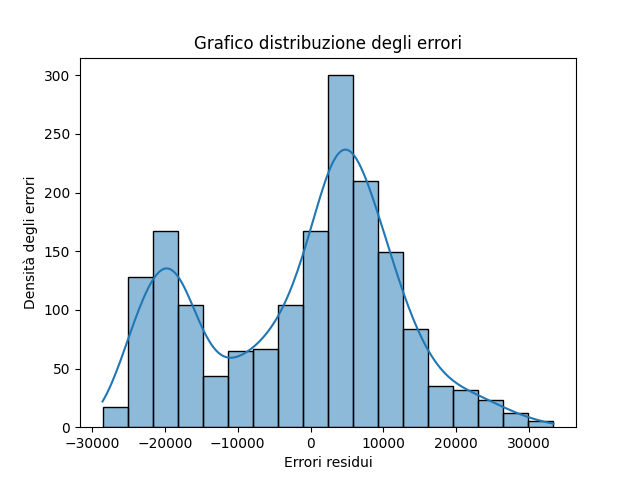 Grafico distribuzione degli errori
300
250
200
150
100
50
0
Densità degli errori
−30000 −20000 −10000 0 10000 20000 30000
Errori residui